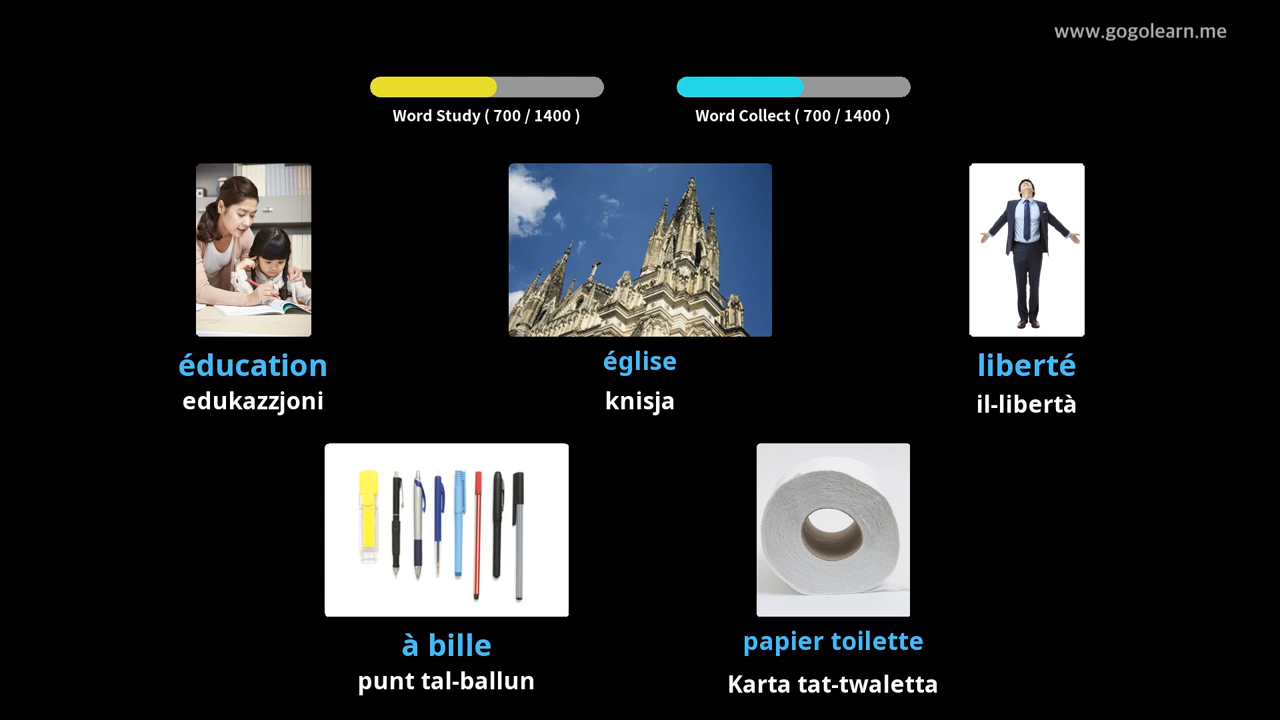 www.gogolearn.me
Word Study ( 700 / 1400 )
Word Collect ( 700 / 1400 )
éducation
edukazzjoni
église
knisja
liberté
il-libertà
à bille
punt tal-ballun
papier toilette
Karta tat-twaletta